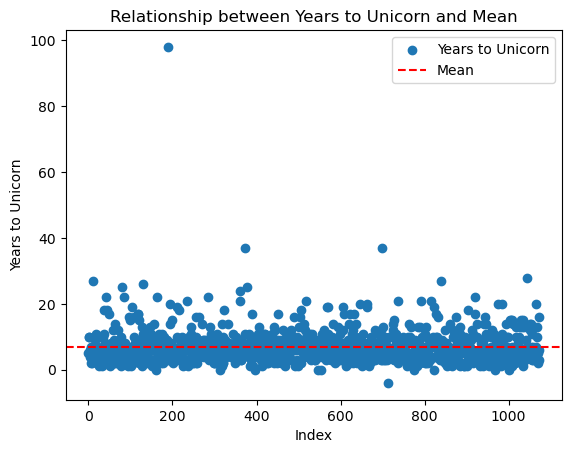 Relationship between Years to Unicorn and Mean
Years to Unicorn
Mean
100
80
60
40
20
0
Years to Unicorn
0
200
400
600
800
1000
Index